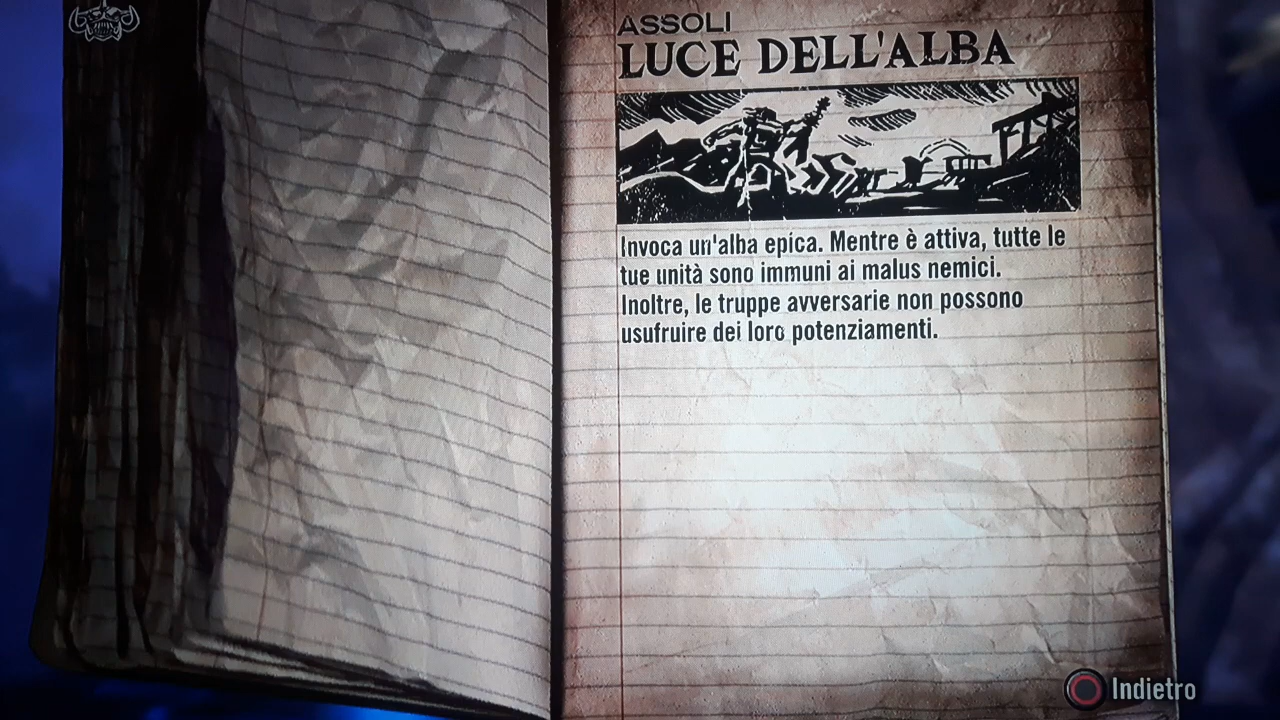 ASSOLI
LUCE DELL'ALBA
Invoca un'alba epica. Mentre è attiva, tutte le
tue unità sono immuni ai malus nemici.
Inoltre, le truppe avversarie non possono
usufruire dei loro potenziamenti.
Indietro